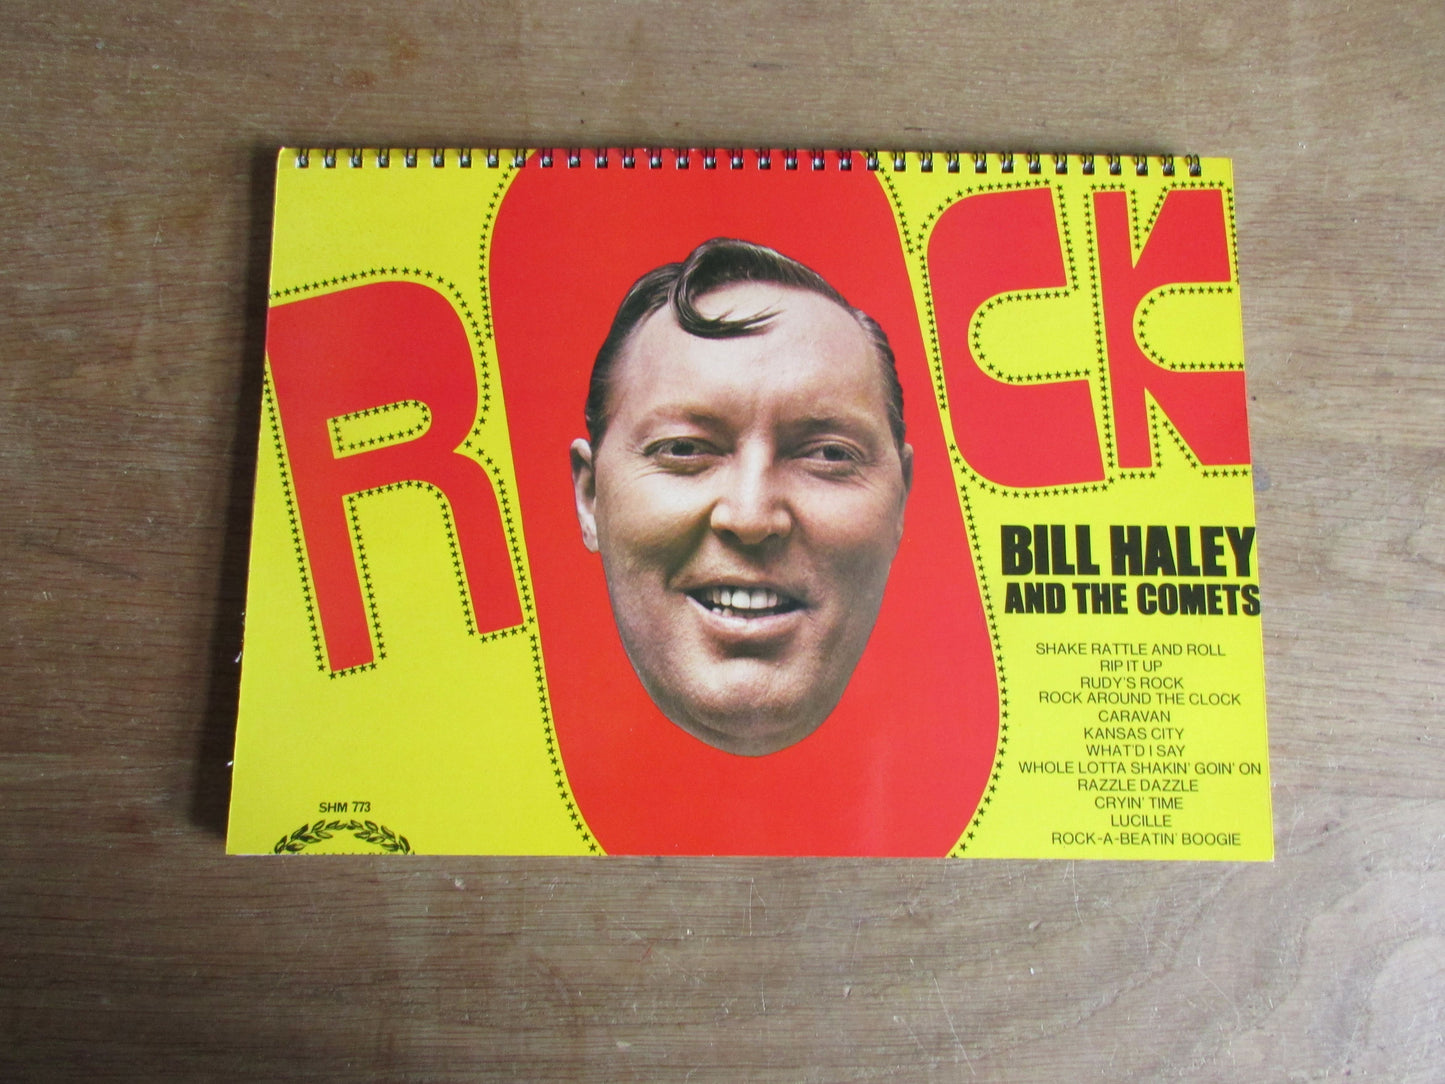 ROCK
BILL HALEY
AND THE COMETS
SHAKE RATTLE AND ROLL
RIP IT UP
RUDY'S ROCK
ROCK AROUND THE CLOCK
CARAVAN
KANSAS CITY
WHAT'D I SAY
WHOLE LOTTA SHAKIN' GOIN' ON
RAZZLE DAZZLE
CRYIN' TIME
LUCILLE
ROCK-A-BEATIN' BOOGIE
SHM 773